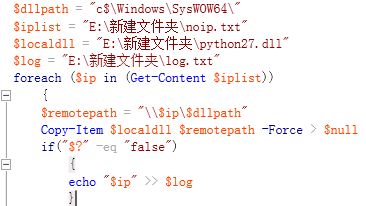 $dllpath = "c$\Windows\SysWOW64\"
$iplist = "E:\新建文件夹\noip.txt"
$localdll = "E:\新建文件夹\python27.dll"
$log = "E:\新建文件夹\log.txt"
foreach ($ip in (Get-Content $iplist))
{
$remotepath = "\\$ip\$dllpath"
Copy-Item $localdll $remotepath -Force > $null
if("$?" -eq "false")
{
echo "$ip" >> $log
}